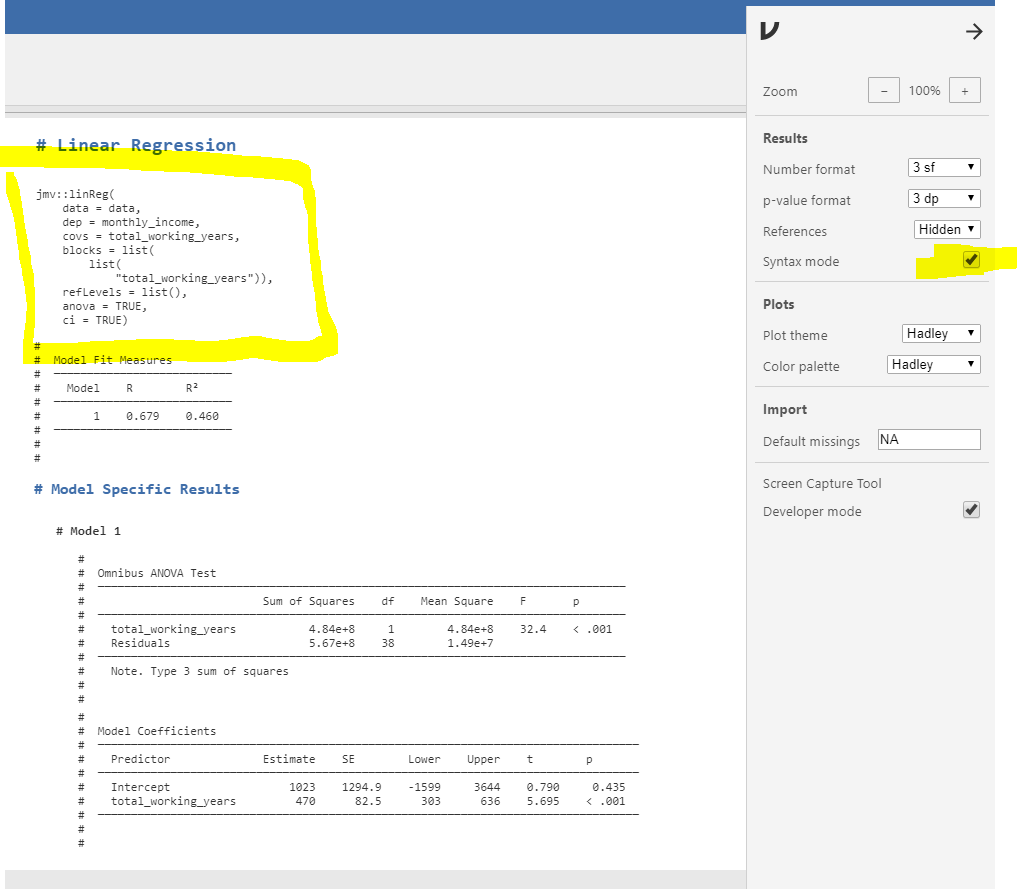 # Linear Regression
jmv::linReg(
    data = data,
    dep = monthly_income,
    covs = total_working_years,
    blocks = list(
        list(
            "total_working_years")),
    refLevels = list(),
    anova = TRUE,
    ci = TRUE)
#
#  Model Fit Measures
#  ───────────────────────────
#    Model    R        R²
#  ───────────────────────────
#        1    0.679    0.460
#  ───────────────────────────
#
#
# Model Specific Results
# Model 1
#
#  Omnibus ANOVA Test
#  ────────────────────────────────────────
#                           Sum of Squares    df    Mean Square    F       p
#  ────────────────────────────────────────
#    total_working_years           4.84e+8     1        4.84e+8    32.4    < .001
#    Residuals                     5.67e+8    38        1.49e+7
#  ────────────────────────────────────────
#    Note. Type 3 sum of squares
#
#
#
#  Model Coefficients
#  ────────────────────────────────────────
#    Predictor              Estimate    SE        Lower    Upper    t        p
#  ────────────────────────────────────────
#    Intercept                  1023    1294.9    -1599     3644    0.790     0.435
#    total_working_years         470      82.5      303      636    5.695    < .001
#  ────────────────────────────────────────
#
#
Zoom – 100% +
Results
Number format 3 sf
p-value format 3 dp
References Hidden
Syntax mode
Plots
Plot theme Hadley
Color palette Hadley
Import
Default missings NA
Screen Capture Tool
Developer mode